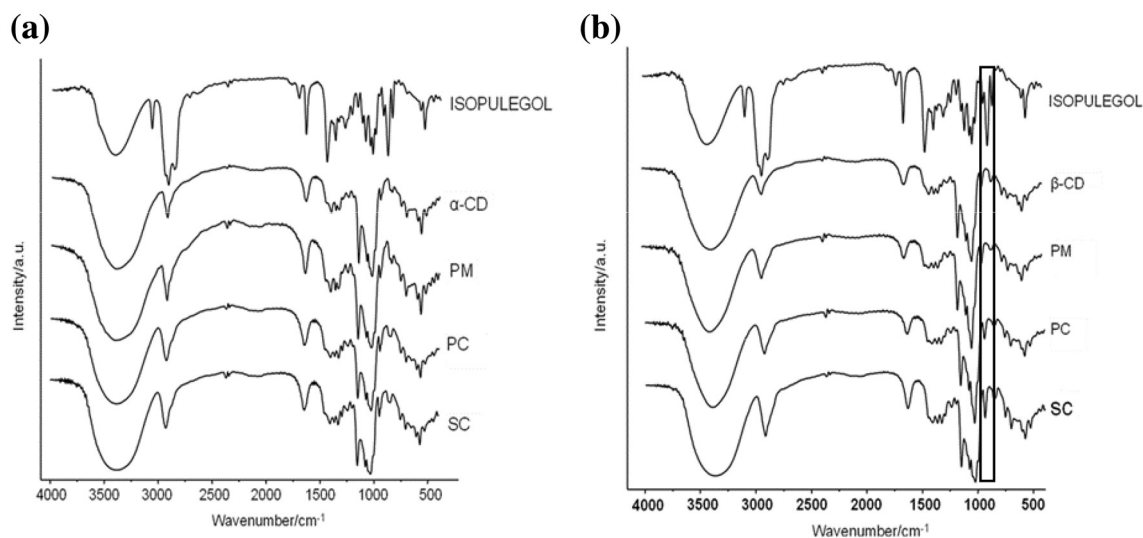 (a)
ISOPULEGOL
α-CD
PM
PC
SC
Intensity/a.u.
4000 3500 3000 2500 2000 1500 1000 500
Wavenumber/cm-1
(b)
ISOPULEGOL
β-CD
PM
PC
SC
Intensity/a.u.
4000 3500 3000 2500 2000 1500 1000 500
Wavenumber/cm-1